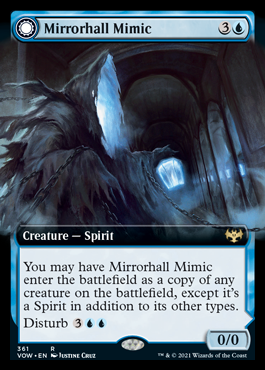 Mirrorhall Mimic 3
Creature — Spirit
You may have Mirrorhall Mimic
enter the battlefield as a copy of any
creature on the battlefield, except it's
a Spirit in addition to its other types.
Disturb 3
0/0
361 R
VOW • EN Justine Cruz
™ & © 2021 Wizards of the Coast